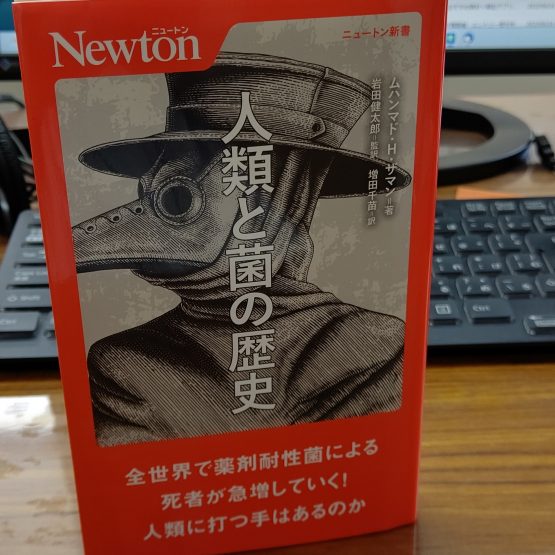 ニュートン
Newton
ニュートン新書
人類と菌の歴史
ムハンマド・H・ザマン=著
岩田健太郎=監訳 増田千苗=訳
全世界で薬剤耐性菌による
死者が急増していく!
人類に打つ手はあるのか